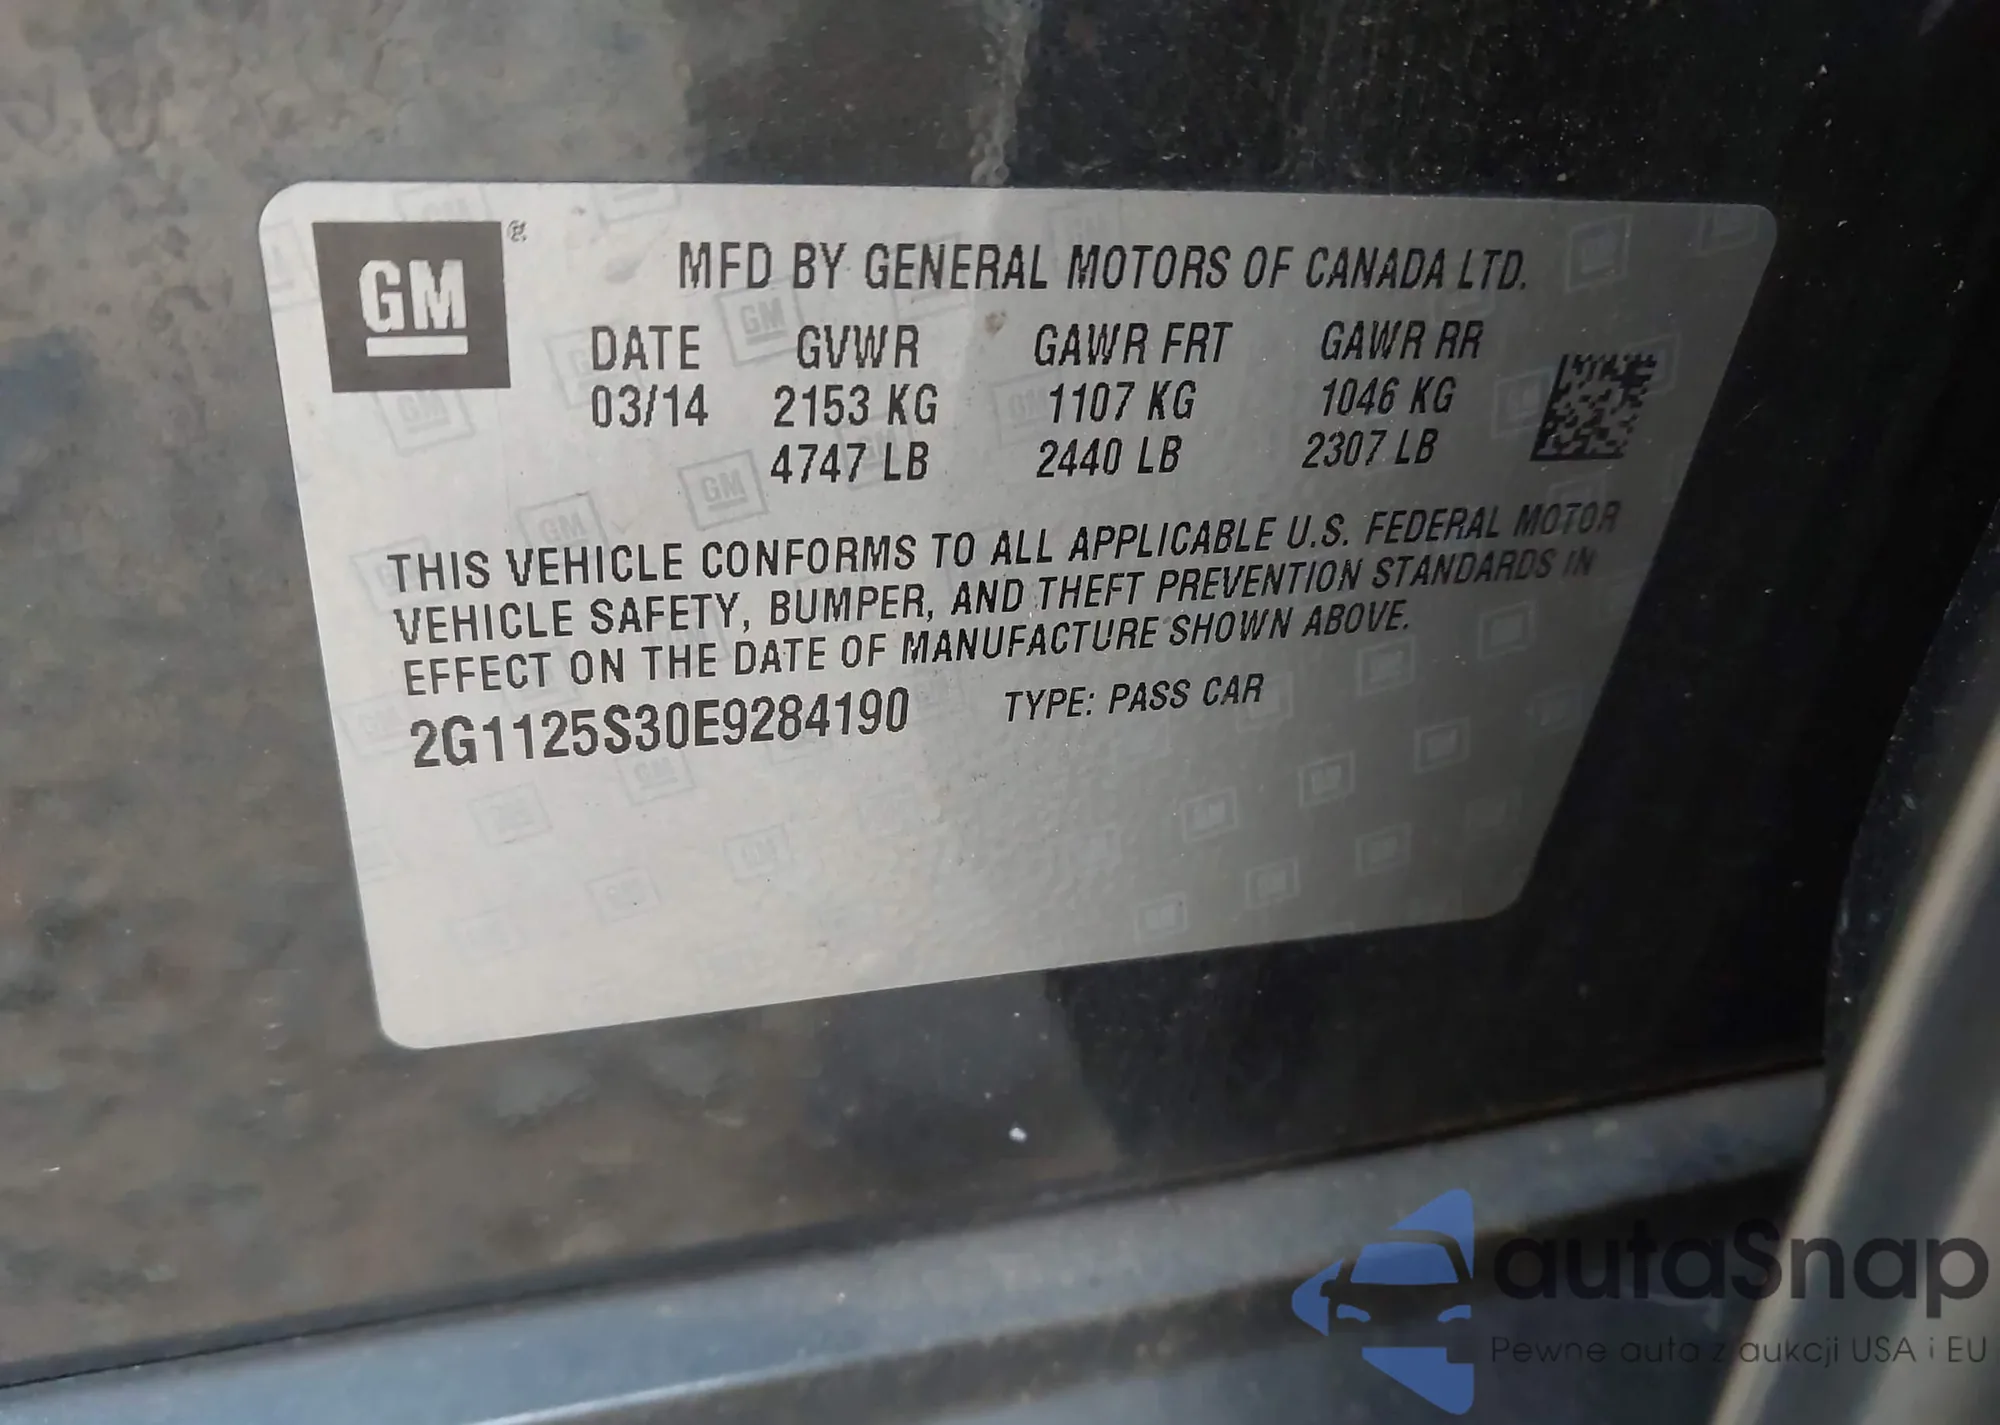 GM ®
MFD BY GENERAL MOTORS OF CANADA LTD.
DATE GVWR GAWR FRT GAWR RR
03/14 2153 KG 1107 KG 1046 KG
4747 LB 2440 LB 2307 LB
THIS VEHICLE CONFORMS TO ALL APPLICABLE U.S. FEDERAL MOTOR
VEHICLE SAFETY, BUMPER, AND THEFT PREVENTION STANDARDS IN
EFFECT ON THE DATE OF MANUFACTURE SHOWN ABOVE.
2G1125S30E9284190 TYPE: PASS CAR
autaSnap
Pewne auta z aukcji USA i EU